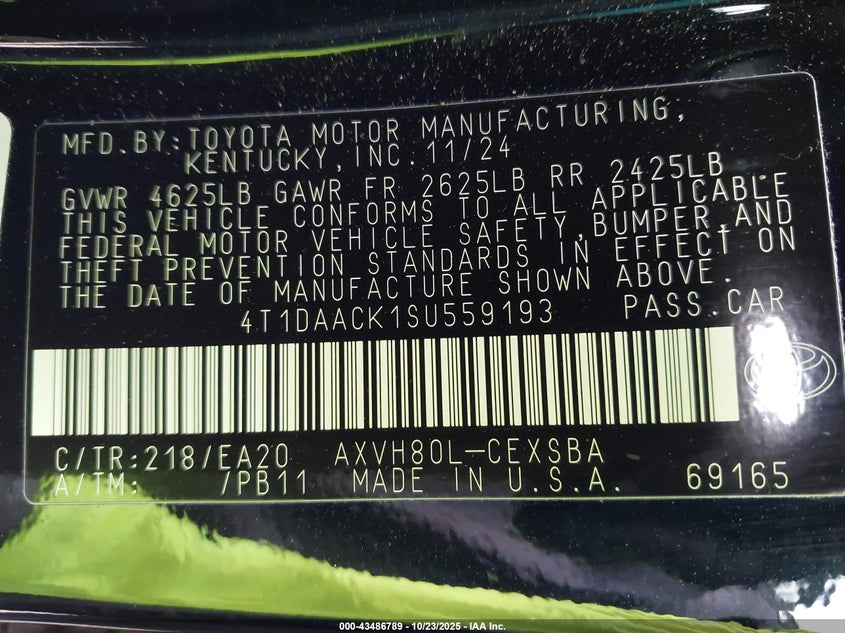 MFD.BY:TOYOTA MOTOR MANUFACTURING,
KENTUCKY,INC.11/24
GVWR 4625LB GAWR FR 2625LB RR 2425LB
THIS VEHICLE CONFORMS TO ALL APPLICABLE
FEDERAL MOTOR VEHICLE SAFETY,BUMPER,AND
THEFT PREVENTION STANDARDS IN EFFECT ON
THE DATE OF MANUFACTURE SHOWN ABOVE.
4T1DAACK1SU559193 PASS.CAR
C/TR:218/EA20 AXVH80L-CEXSBA
A/TM: /PB11 MADE IN U.S.A. 69165
000-43486789 - 10/23/2025 - IAA Inc.